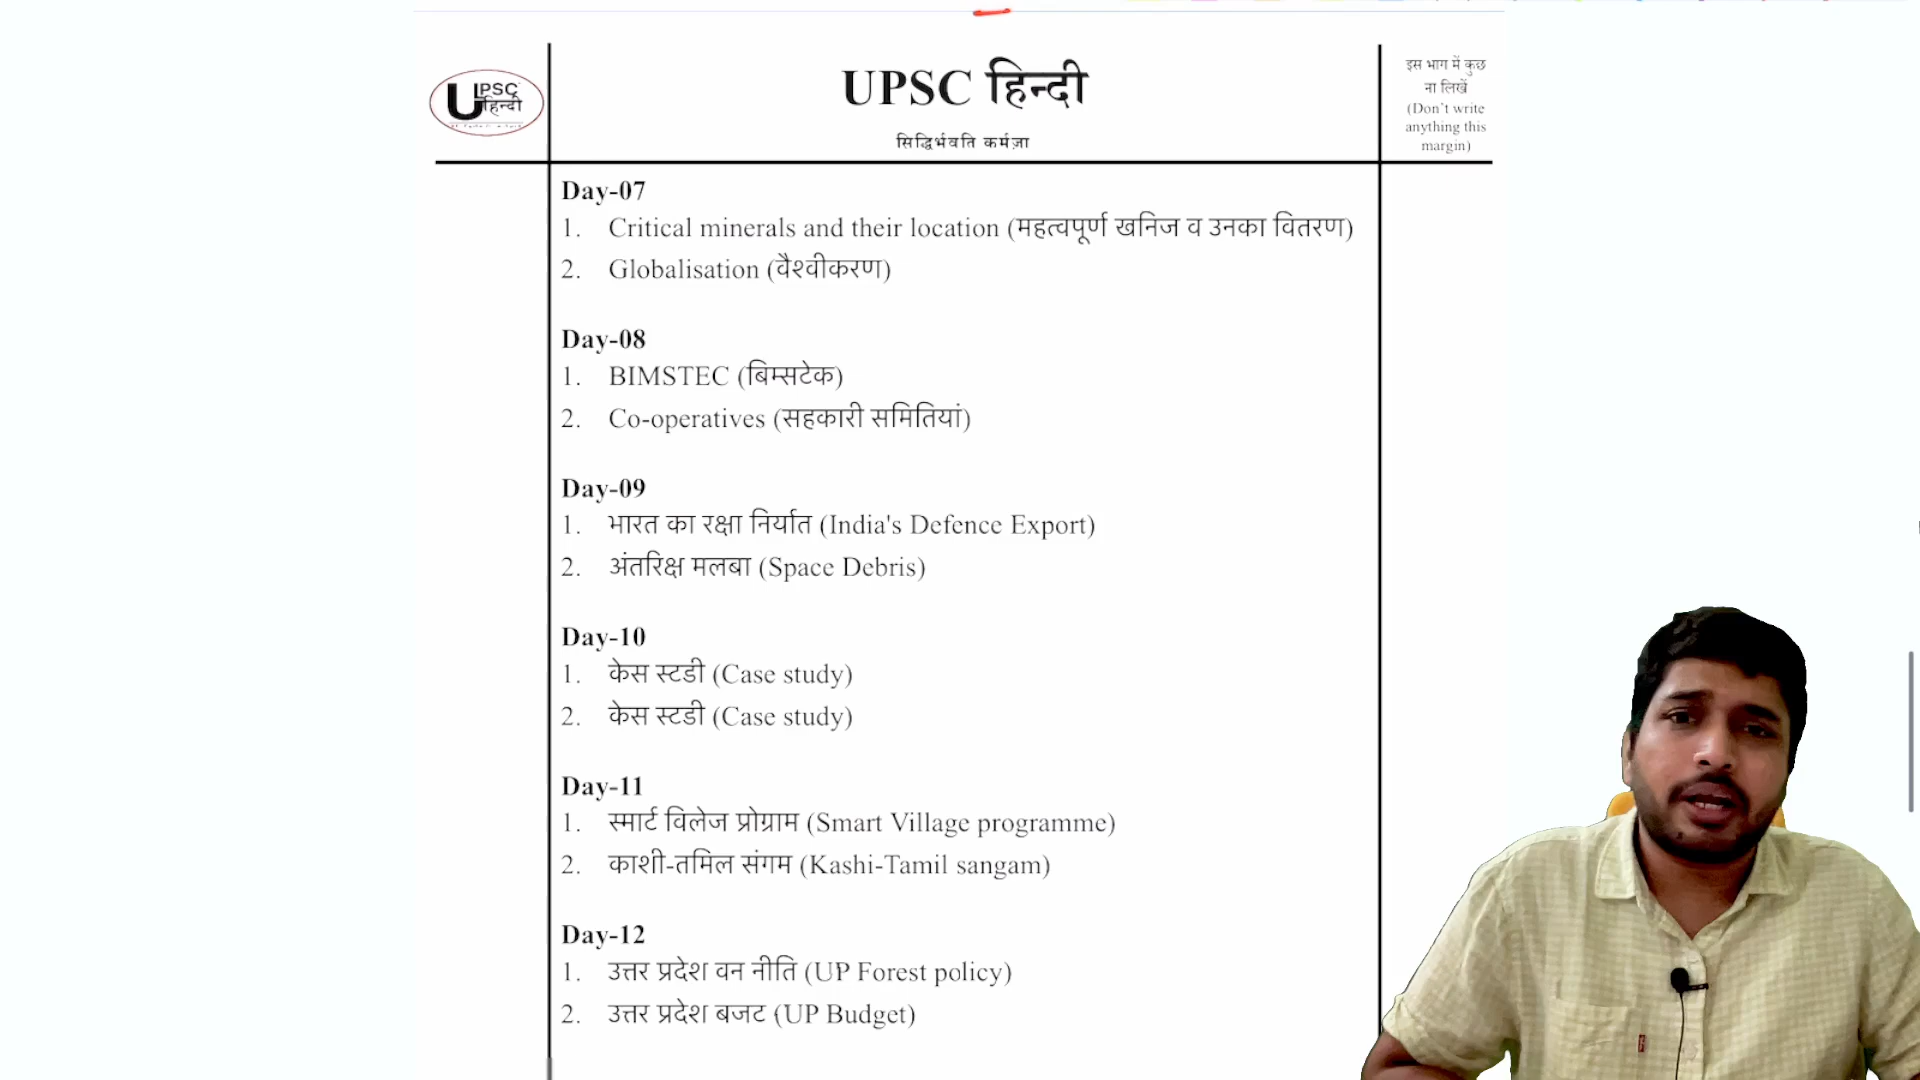 UPSC
हिन्दी
UPSC हिन्दी
सिद्धिर्भवति कर्मज़ा
इस भाग में कुछ
ना लिखें
(Don't write
anything this
margin)
Day-07
1. Critical minerals and their location (महत्वपूर्ण खनिज व उनका वितरण)
2. Globalisation (वैश्वीकरण)
Day-08
1. BIMSTEC (बिम्सटेक)
2. Co-operatives (सहकारी समितियां)
Day-09
1. भारत का रक्षा निर्यात (India's Defence Export)
2. अंतरिक्ष मलबा (Space Debris)
Day-10
1. केस स्टडी (Case study)
2. केस स्टडी (Case study)
Day-11
1. स्मार्ट विलेज प्रोग्राम (Smart Village programme)
2. काशी-तमिल संगम (Kashi-Tamil sangam)
Day-12
1. उत्तर प्रदेश वन नीति (UP Forest policy)
2. उत्तर प्रदेश बजट (UP Budget)